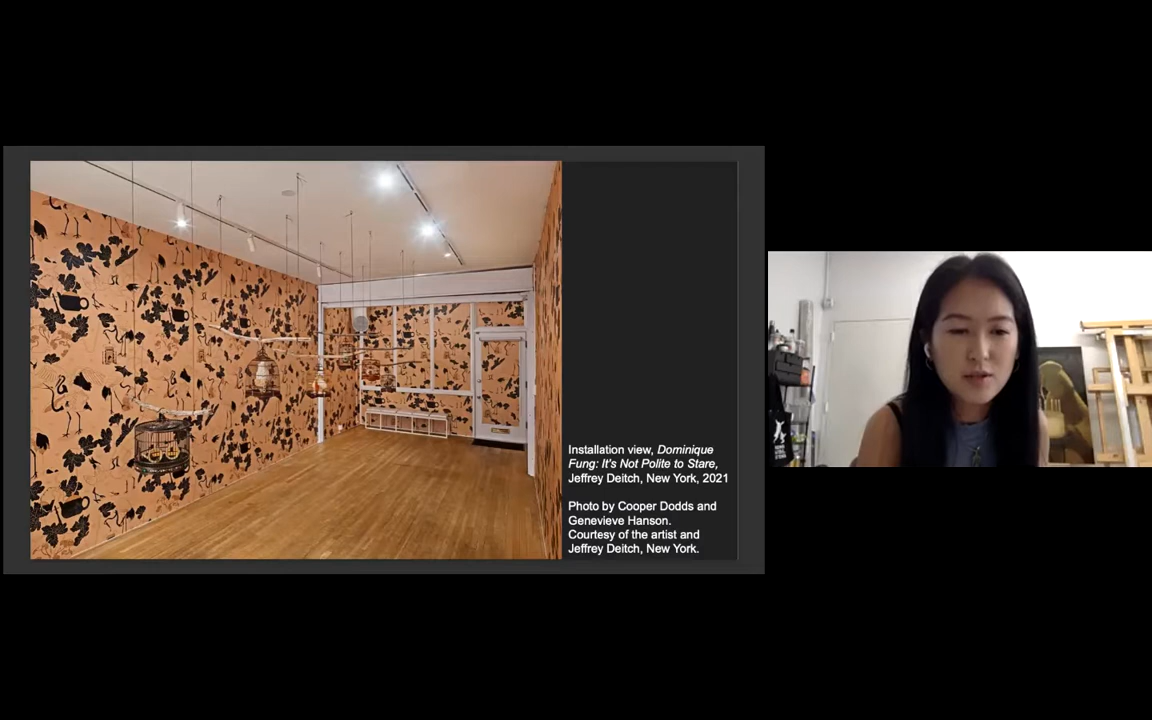 Installation view, Dominique
Fung: It's Not Polite to Stare,
Jeffrey Deitch, New York, 2021
Photo by Cooper Dodds and
Genevieve Hanson.
Courtesy of the artist and
Jeffrey Deitch, New York.